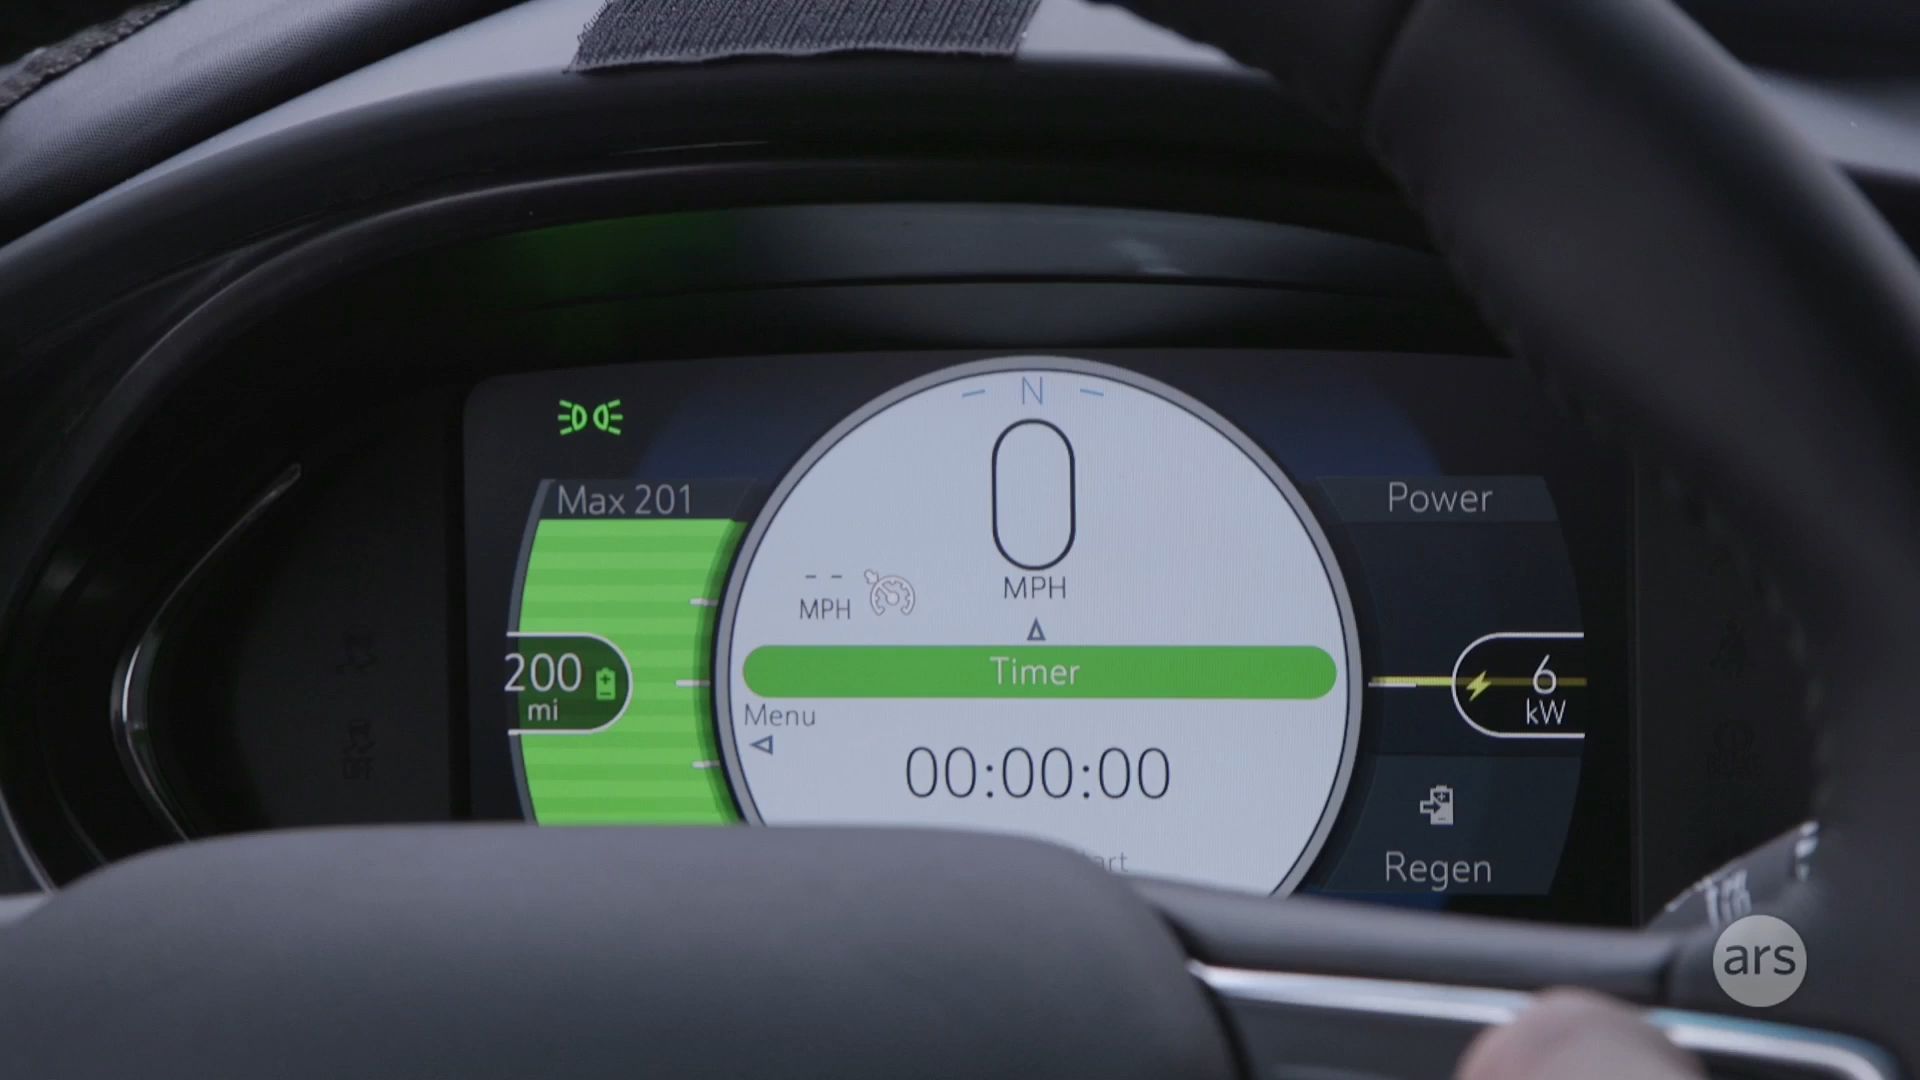 N
Max 201
0
Power
-- MPH
MPH
Timer
200
mi
6
kW
Menu
00:00:00
Regen
ars